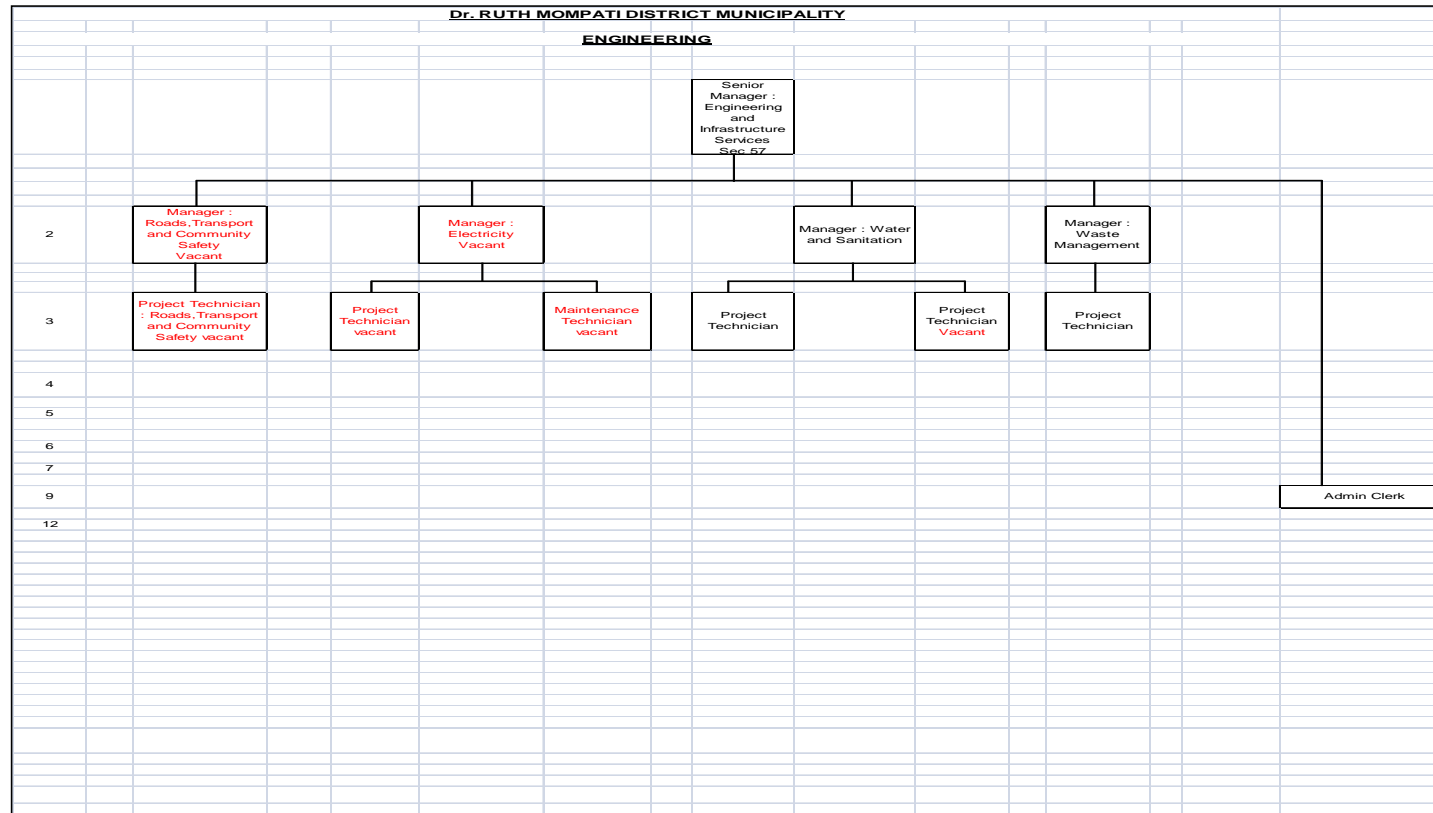 Dr. RUTH MOMPATI DISTRICT MUNICIPALITY
ENGINEERING
Senior
Manager :
Engineering
and
Infrastructure
Services
Sec 57
2
Manager :
Roads,Transport
and Community
Safety
Vacant
Manager :
Electricity
Vacant
Manager : Water
and Sanitation
Manager :
Waste
Management
3
Project Technician
: Roads,Transport
and Community
Safety vacant
Project
Technician
vacant
Maintenance
Technician
vacant
Project
Technician
Project
Technician
Vacant
Project
Technician
4
5
6
7
9
Admin Clerk
12